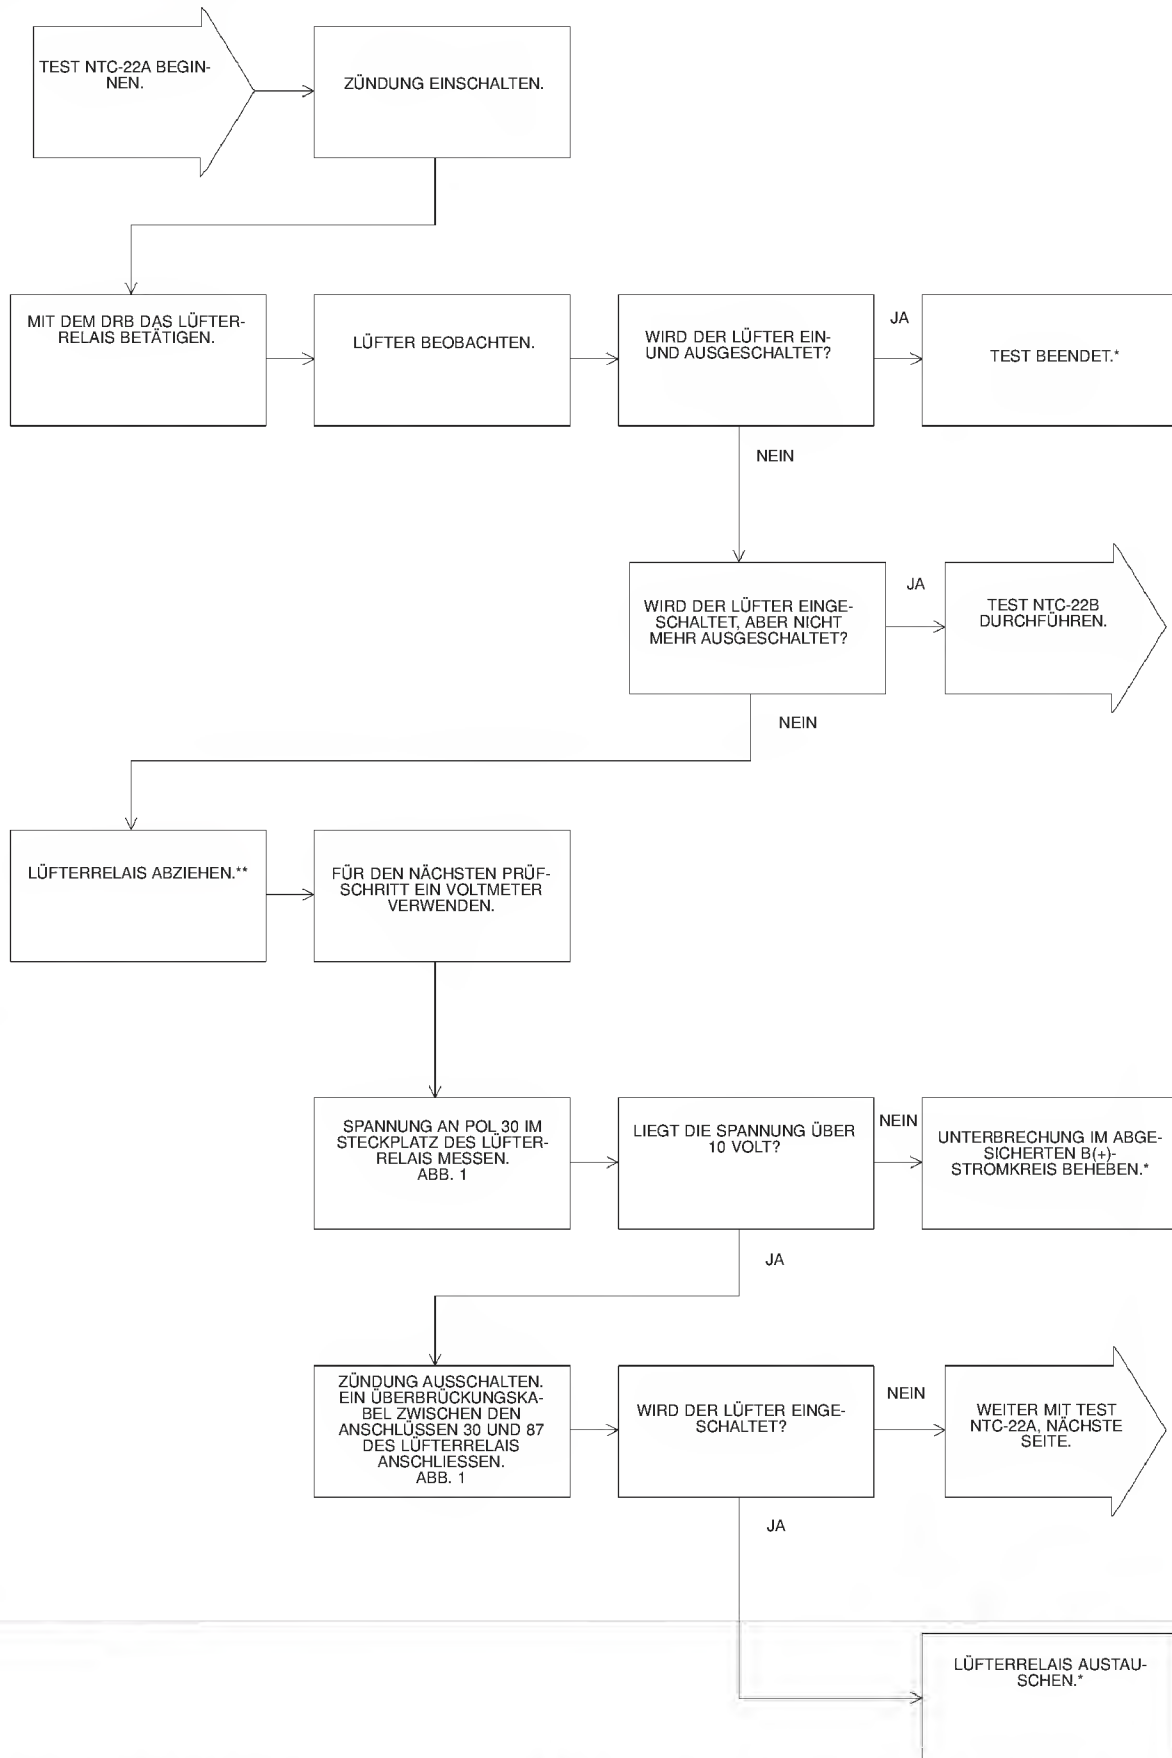 TEST NTC-22A BEGIN-
NEN.
ZÜNDUNG EINSCHALTEN.
MIT DEM DRB DAS LÜFTER-
RELAIS BETÄTIGEN.
LÜFTER BEOBACHTEN.
WIRD DER LÜFTER EIN-
UND AUSGESCHALTET?
JA
TEST BEENDET.*
NEIN
WIRD DER LÜFTER EINGE-
SCHALTET, ABER NICHT
MEHR AUSGESCHALTET?
JA
TEST NTC-22B
DURCHFÜHREN.
NEIN
LÜFTERRELAIS ABZIEHEN.**
FÜR DEN NÄCHSTEN PRÜF-
SCHRITT EIN VOLTMETER
VERWENDEN.
SPANNUNG AN POL 30 IM
STECKPLATZ DES LÜFTER-
RELAIS MESSEN.
ABB. 1
LIEGT DIE SPANNUNG ÜBER
10 VOLT?
NEIN
UNTERBRECHUNG IM ABGE-
SICHERTEN B(+)-
STROMKREIS BEHEBEN.*
JA
ZÜNDUNG AUSSCHALTEN.
EIN ÜBERBRÜCKUNGSKA-
BEL ZWISCHEN DEN
ANSCHLÜSSEN 30 UND 87
DES LÜFTERRELAIS
ANSCHLIESSEN.
ABB. 1
WIRD DER LÜFTER EINGE-
SCHALTET?
NEIN
WEITER MIT TEST
NTC-22A, NÄCHSTE
SEITE.
JA
LÜFTERRELAIS AUSTAU-
SCHEN.*